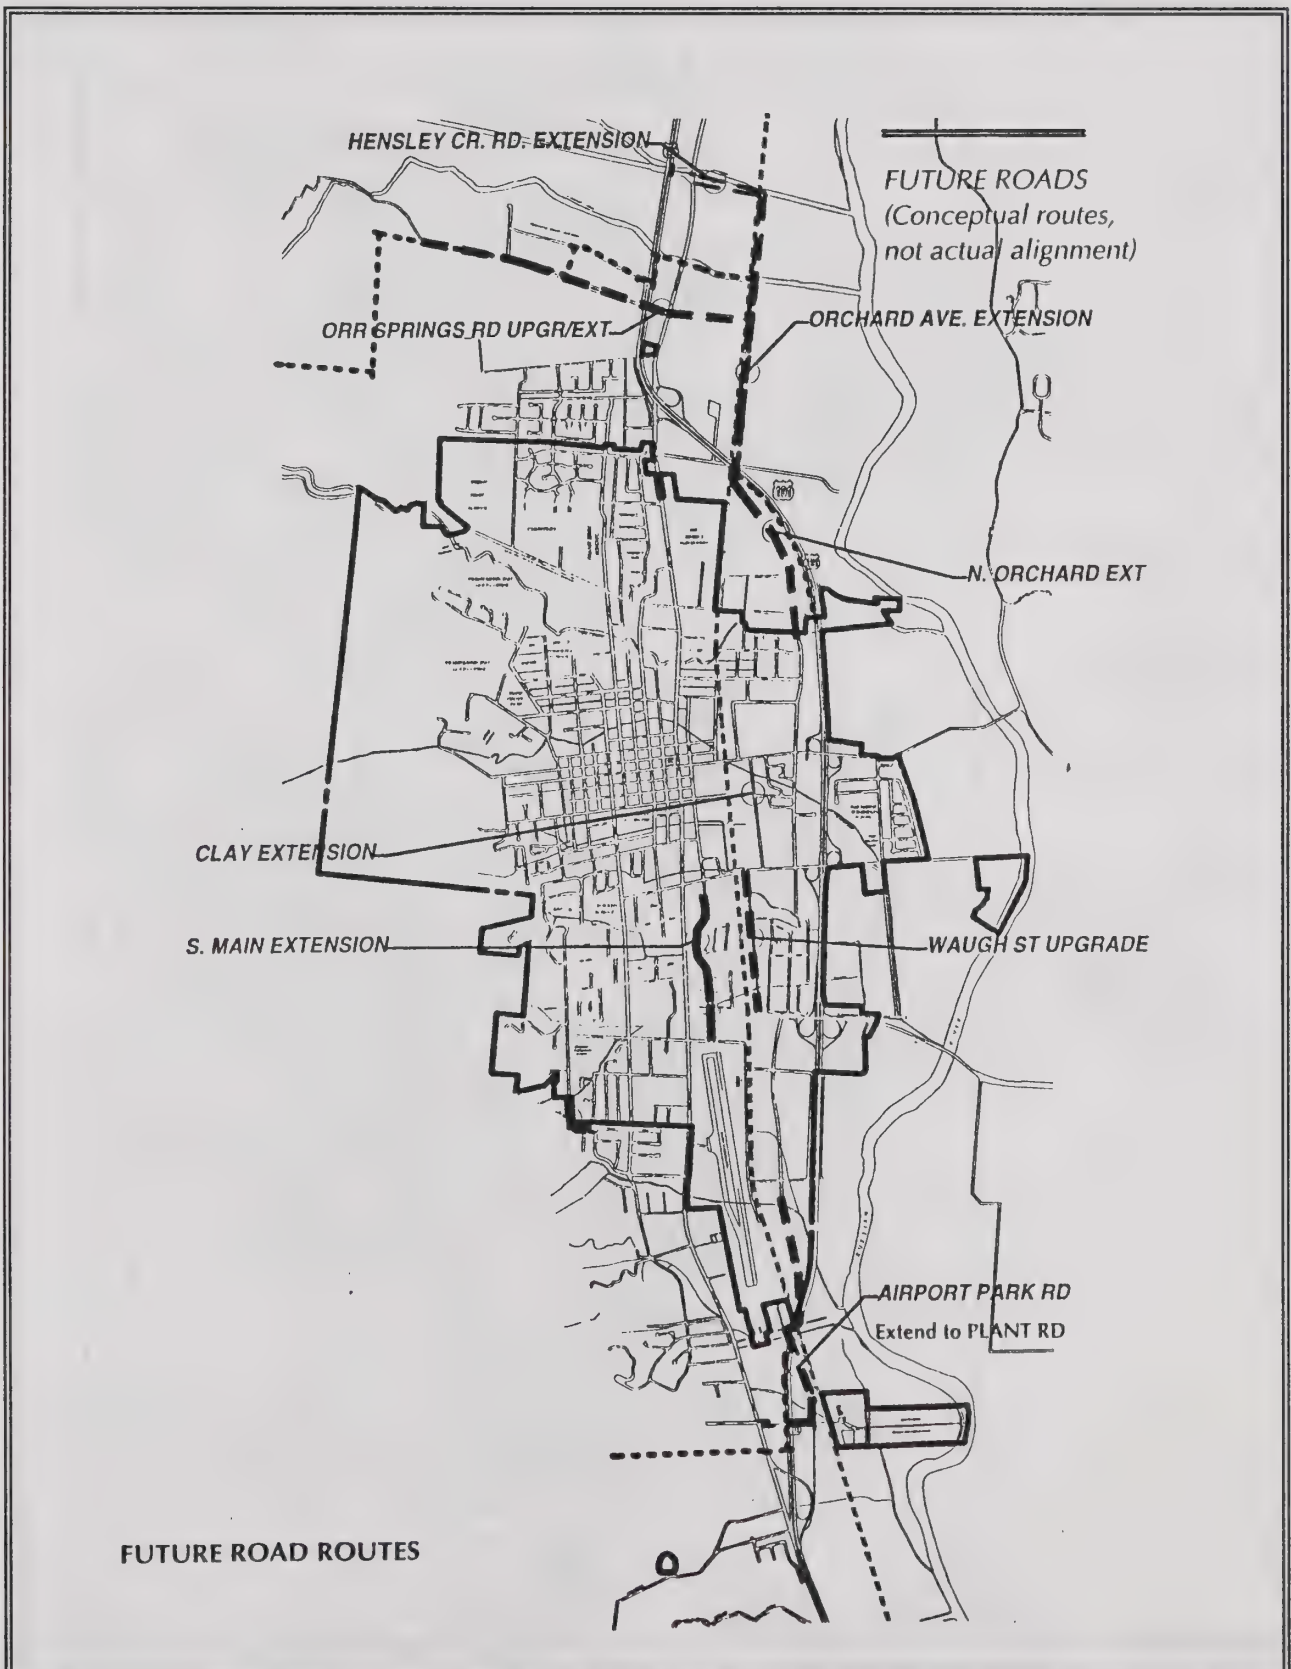 HENSLEY CR. RD. EXTENSION
FUTURE ROADS
(Conceptual routes,
not actual alignment)
ORR SPRINGS RD UPGR/EXT
ORCHARD AVE. EXTENSION
N. ORCHARD EXT
CLAY EXTENSION
S. MAIN EXTENSION
WAUGH ST UPGRADE
RIVER
RUSSIAN
AIRPORT PARK RD
Extend to PLANT RD
FUTURE ROAD ROUTES